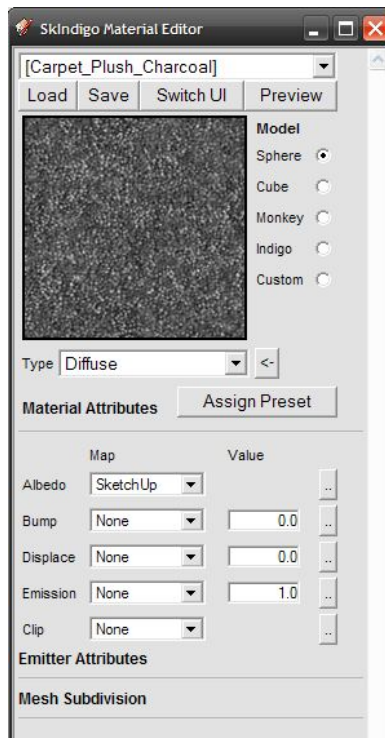 SkIndigo Material Editor
[Carpet_Plush_Charcoal]
Load Save Switch UI Preview
Model
Sphere
Cube
Monkey
Indigo
Custom
Type Diffuse <-
Material Attributes Assign Preset
Map Value
Albedo SketchUp ..
Bump None 0.0 ..
Displace None 0.0 ..
Emission None 1.0 ..
Clip None ..
Emitter Attributes
Mesh Subdivision